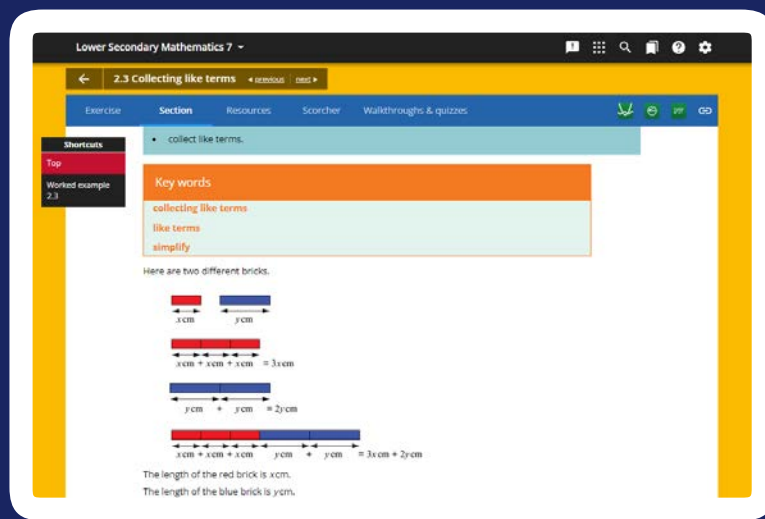 Lower Secondary Mathematics 7
2.3 Collecting like terms ◂ previous next ▸
Exercise Section Resources Scorcher Walkthroughs & quizzes
Shortcuts
Top
Worked example
2.3
• collect like terms.
Key words
collecting like terms
like terms
simplify
Here are two different bricks.
x cm y cm
x cm + x cm + x cm = 3x cm
y cm + y cm = 2y cm
x cm + x cm + x cm y cm + y cm = 3x cm + 2y cm
The length of the red brick is x cm.
The length of the blue brick is y cm.